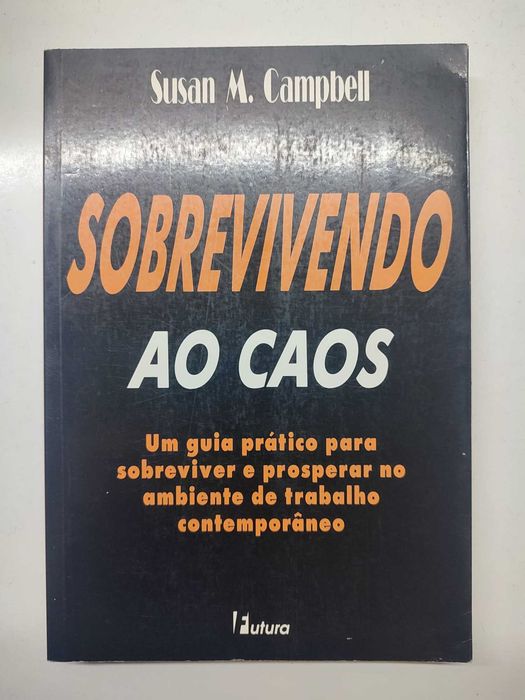 Susan M. Campbell
SOBREVIVENDO
AO CAOS
Um guia prático para
sobreviver e prosperar no
ambiente de trabalho
contemporâneo
Futura